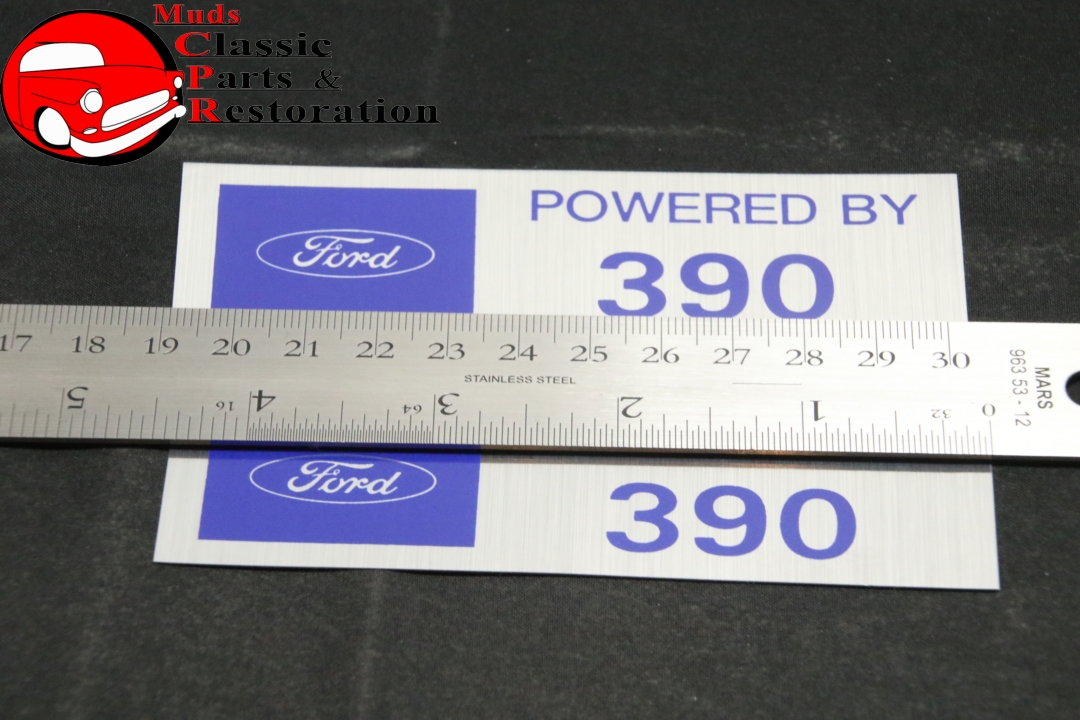 Muds
Classic
Parts &
Restoration
Ford
POWERED BY
390
17 18 19 20 21 22 23 24 25 26 27 28 29 30
STAINLESS STEEL
5 16 4 64 3 2 1 32 0
MARS
963 53 - 12
Ford
390